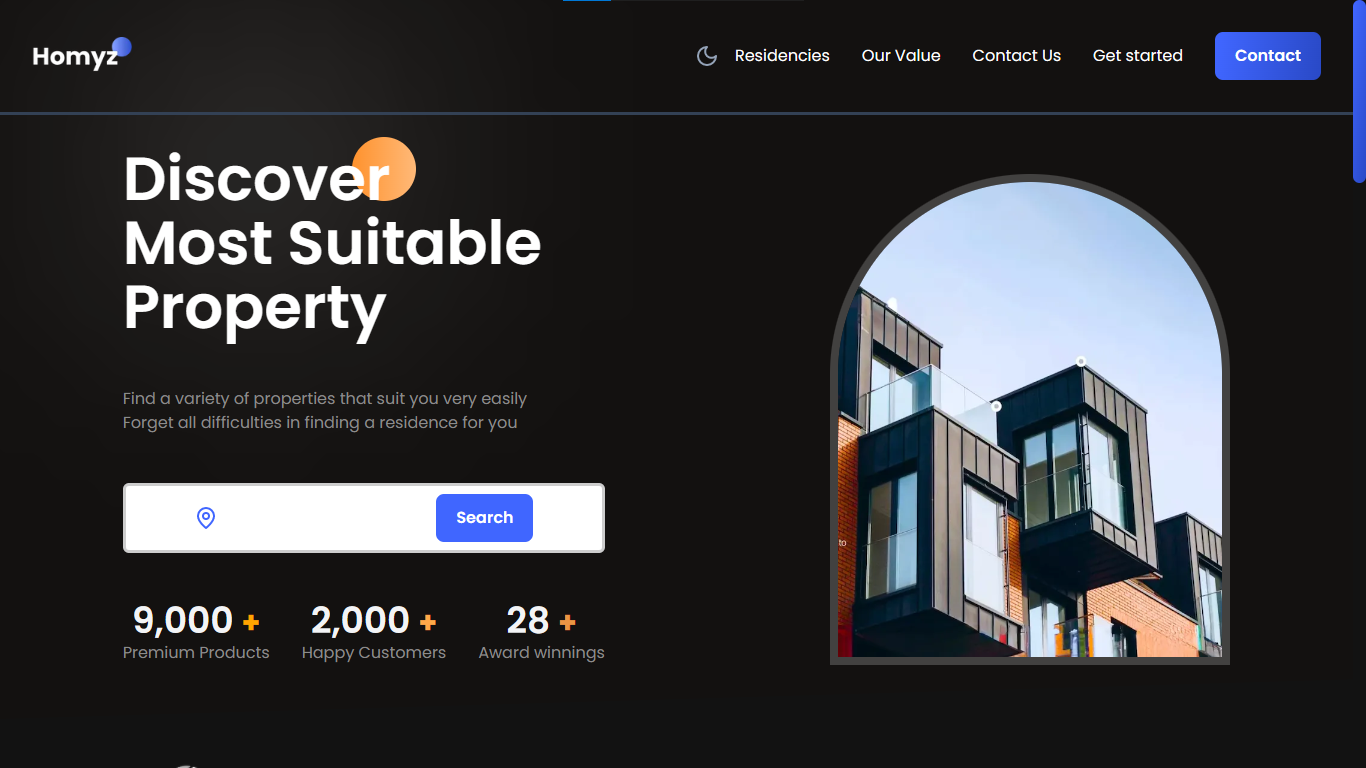 Homyz
Residencies
Our Value
Contact Us
Get started
Contact
Discover
Most Suitable
Property
Find a variety of properties that suit you very easily
Forget all difficulties in finding a residence for you
Search
9,000 +
2,000 +
28 +
Premium Products
Happy Customers
Award winnings
to